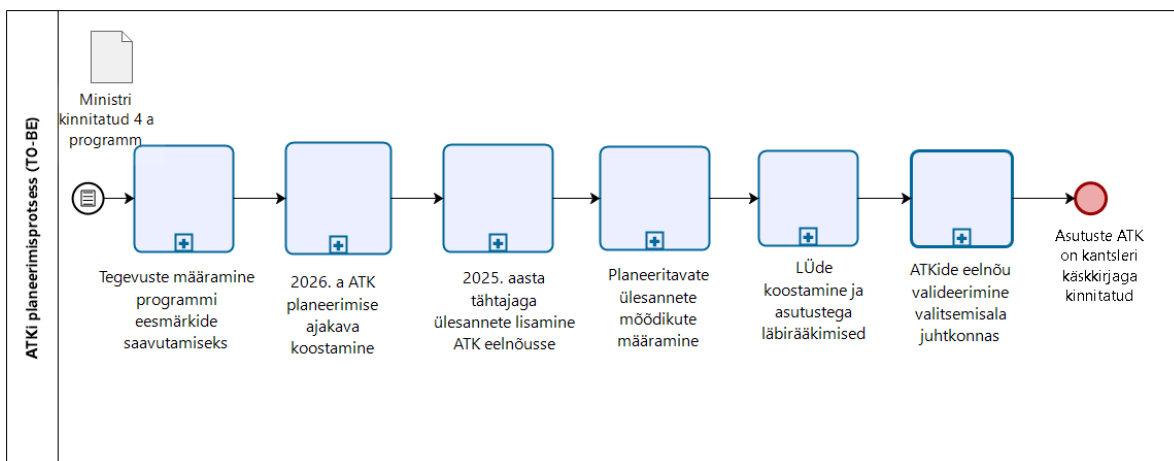 ATKi planeerimisprotsess (TO-BE)
Ministri
kinnitatud 4 a
programm
Tegevuste määramine
programmi
eesmärkide
saavutamiseks
2026. a ATK
planeerimise
ajakava
koostamine
2025. aasta
tähtajaga
ülesannete lisamine
ATK eelnõusse
Planeeritavate
ülesannete
mõõdikute
määramine
LÜde
koostamine ja
asutustega
läbirääkimised
ATKide eelnõu
valideerimine
valitsemisala
juhtkonnas
Asutuste ATK
on kantsleri
käskkirjaga
kinnitatud